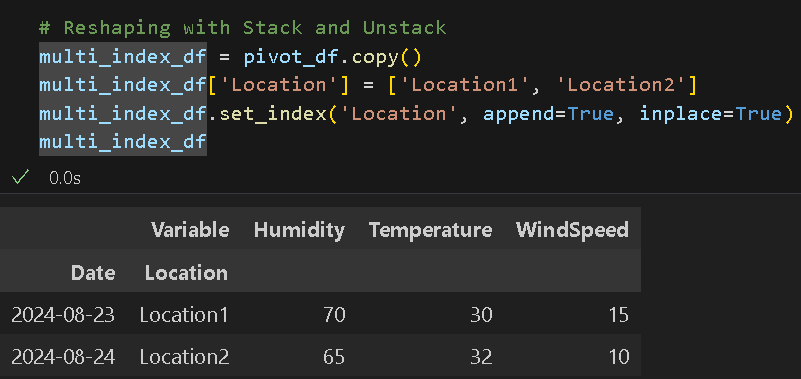 # Reshaping with Stack and Unstack
multi_index_df = pivot_df.copy()
multi_index_df['Location'] = ['Location1', 'Location2']
multi_index_df.set_index('Location', append=True, inplace=True)
multi_index_df
0.0s
Variable Humidity Temperature WindSpeed
Date Location
2024-08-23 Location1 70 30 15
2024-08-24 Location2 65 32 10